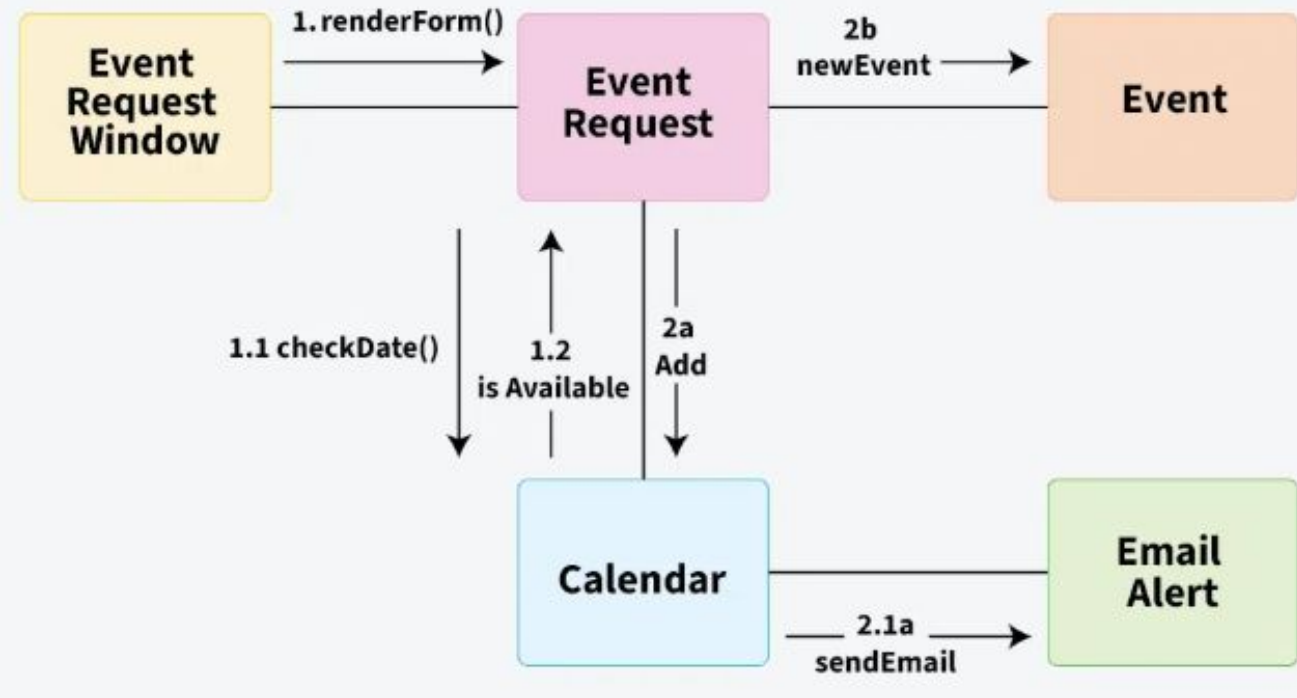 1.renderForm()
Event
Request
Window
Event
Request
2b
newEvent
Event
1.1 checkDate()
1.2
is Available
2a
Add
Calendar
Email
Alert
2.1a
sendEmail